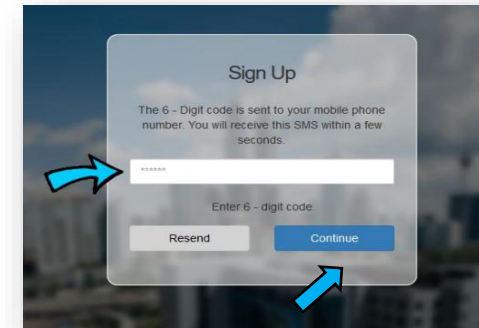 Sign Up
The 6 - Digit code is sent to your mobile phone
number. You will receive this SMS within a few
seconds.
******
Enter 6 - digit code
Resend Continue